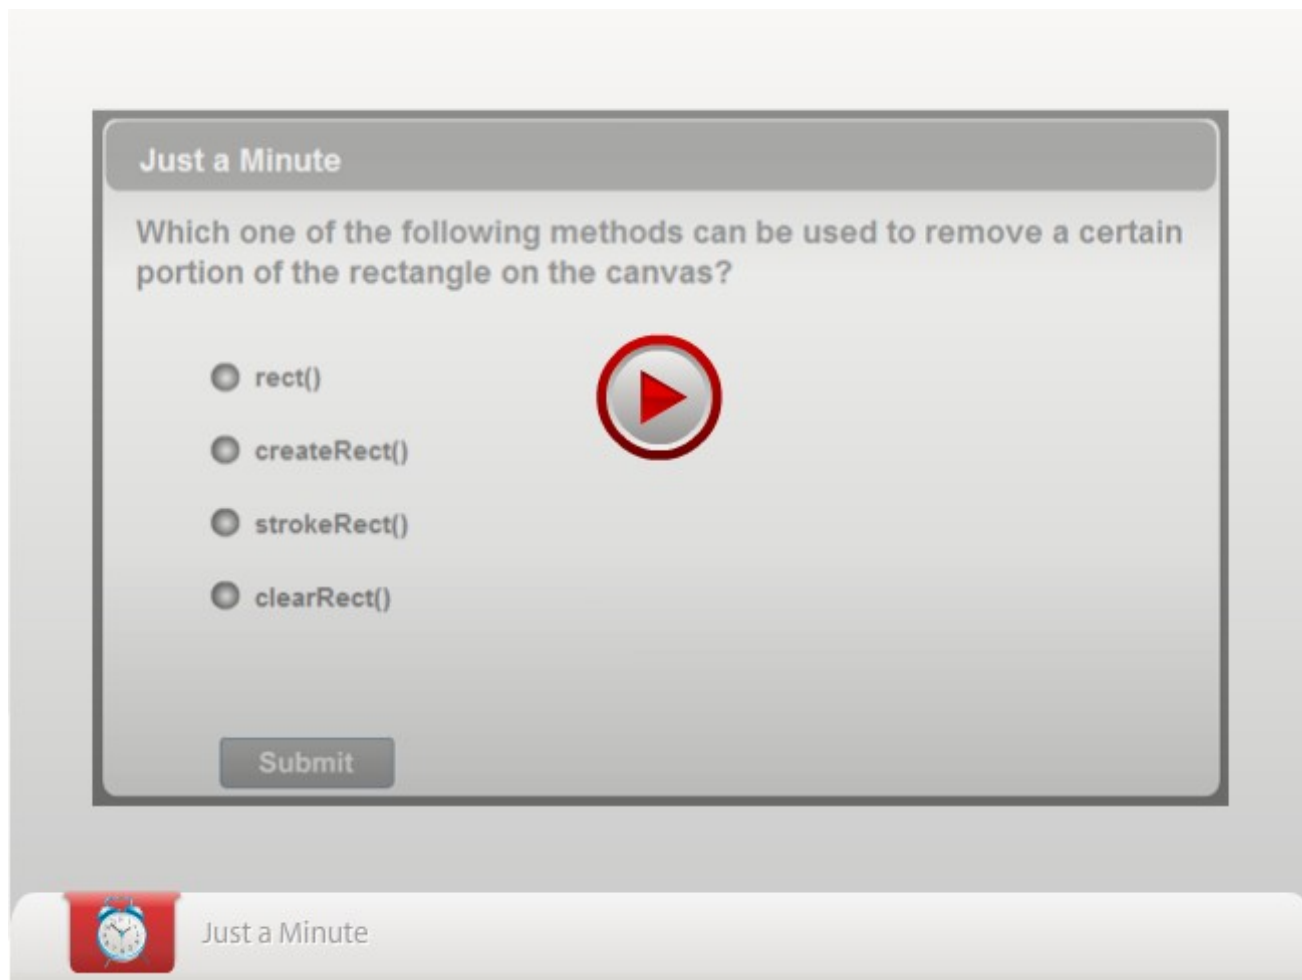 Just a Minute
Which one of the following methods can be used to remove a certain
portion of the rectangle on the canvas?
rect()
createRect()
strokeRect()
clearRect()
Submit
Just a Minute